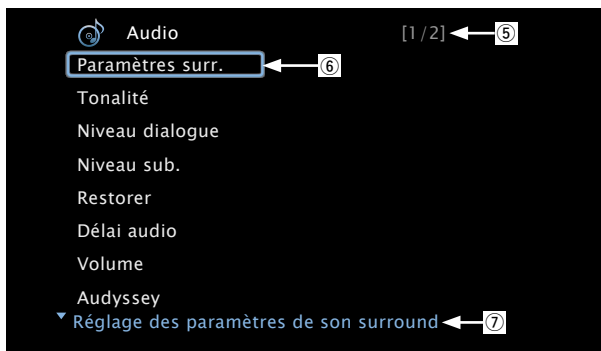 Audio [1/2] ⑤
Paramètres surr. ⑥
Tonalité
Niveau dialogue
Niveau sub.
Restorer
Délai audio
Volume
Audyssey
Réglage des paramètres de son surround ⑦